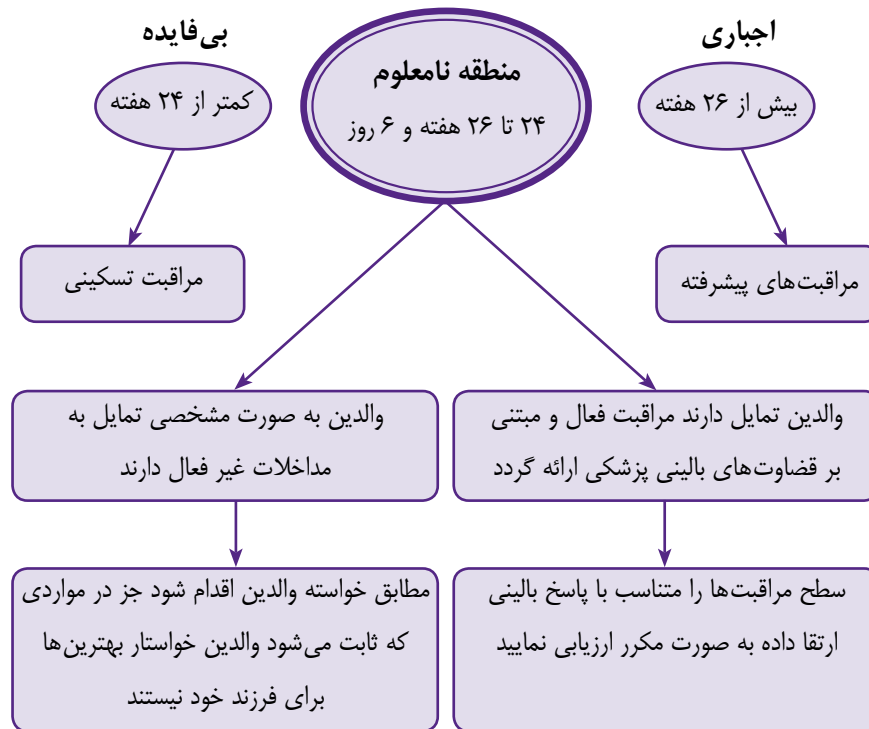 اجباری
بیش از ۲۶ هفته
مراقبت‌های پیشرفته
منطقه نامعلوم
۲۴ تا ۲۶ هفته و ۶ روز
بی‌فایده
کمتر از ۲۴ هفته
مراقبت تسکینی
والدین تمایل دارند مراقبت فعال و مبتنی
بر قضاوت‌های بالینی پزشکی ارائه گردد
سطح مراقبت‌ها را متناسب با پاسخ بالینی
ارتقا داده به صورت مکرر ارزیابی نمایید
والدین به صورت مشخصی تمایل به
مداخلات غیر فعال دارند
مطابق خواسته والدین اقدام شود جز در مواردی
که ثابت می‌شود والدین خواستار بهترین‌ها
برای فرزند خود نیستند